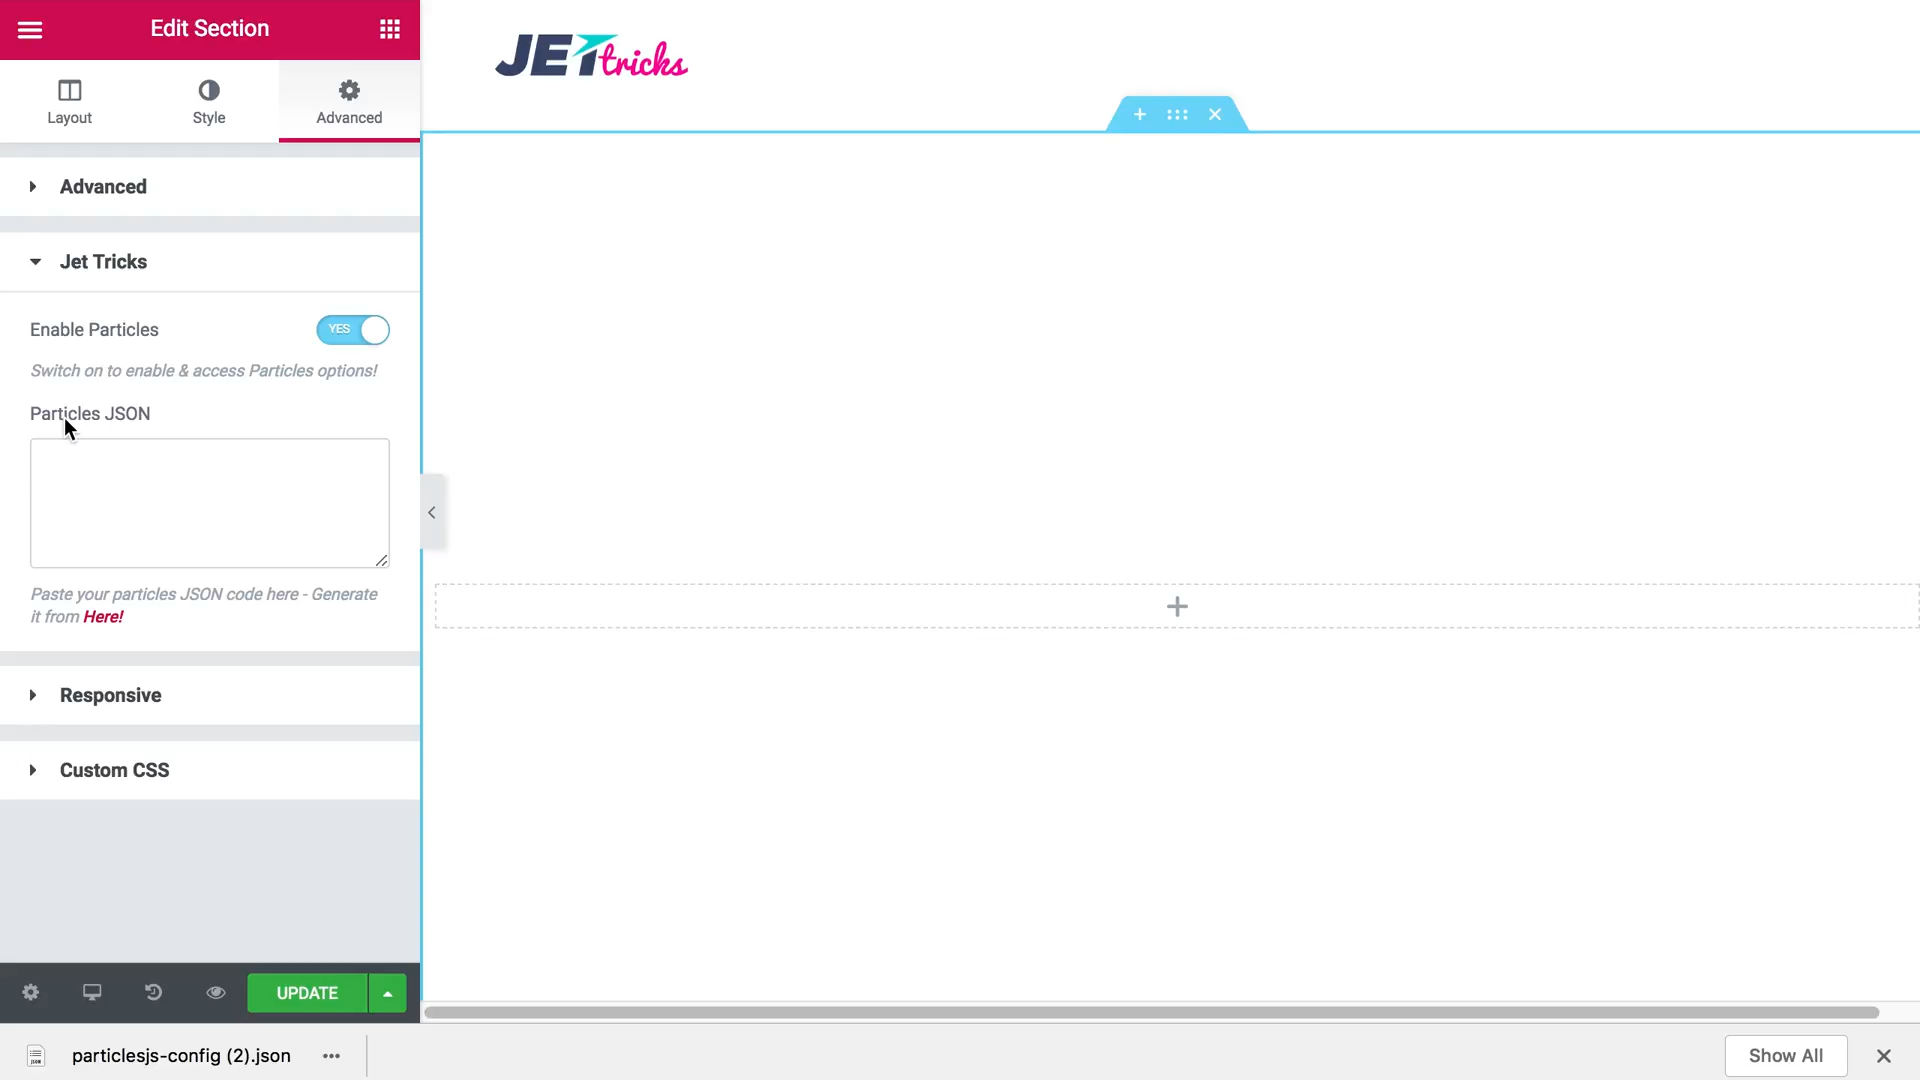 Edit Section
JETtricks
Layout
Style
Advanced
Advanced
Jet Tricks
Enable Particles
YES
Switch on to enable & access Particles options!
Particles JSON
Paste your particles JSON code here - Generate
it from Here!
Responsive
Custom CSS
UPDATE
JSON
particlesjs-config (2).json
Show All